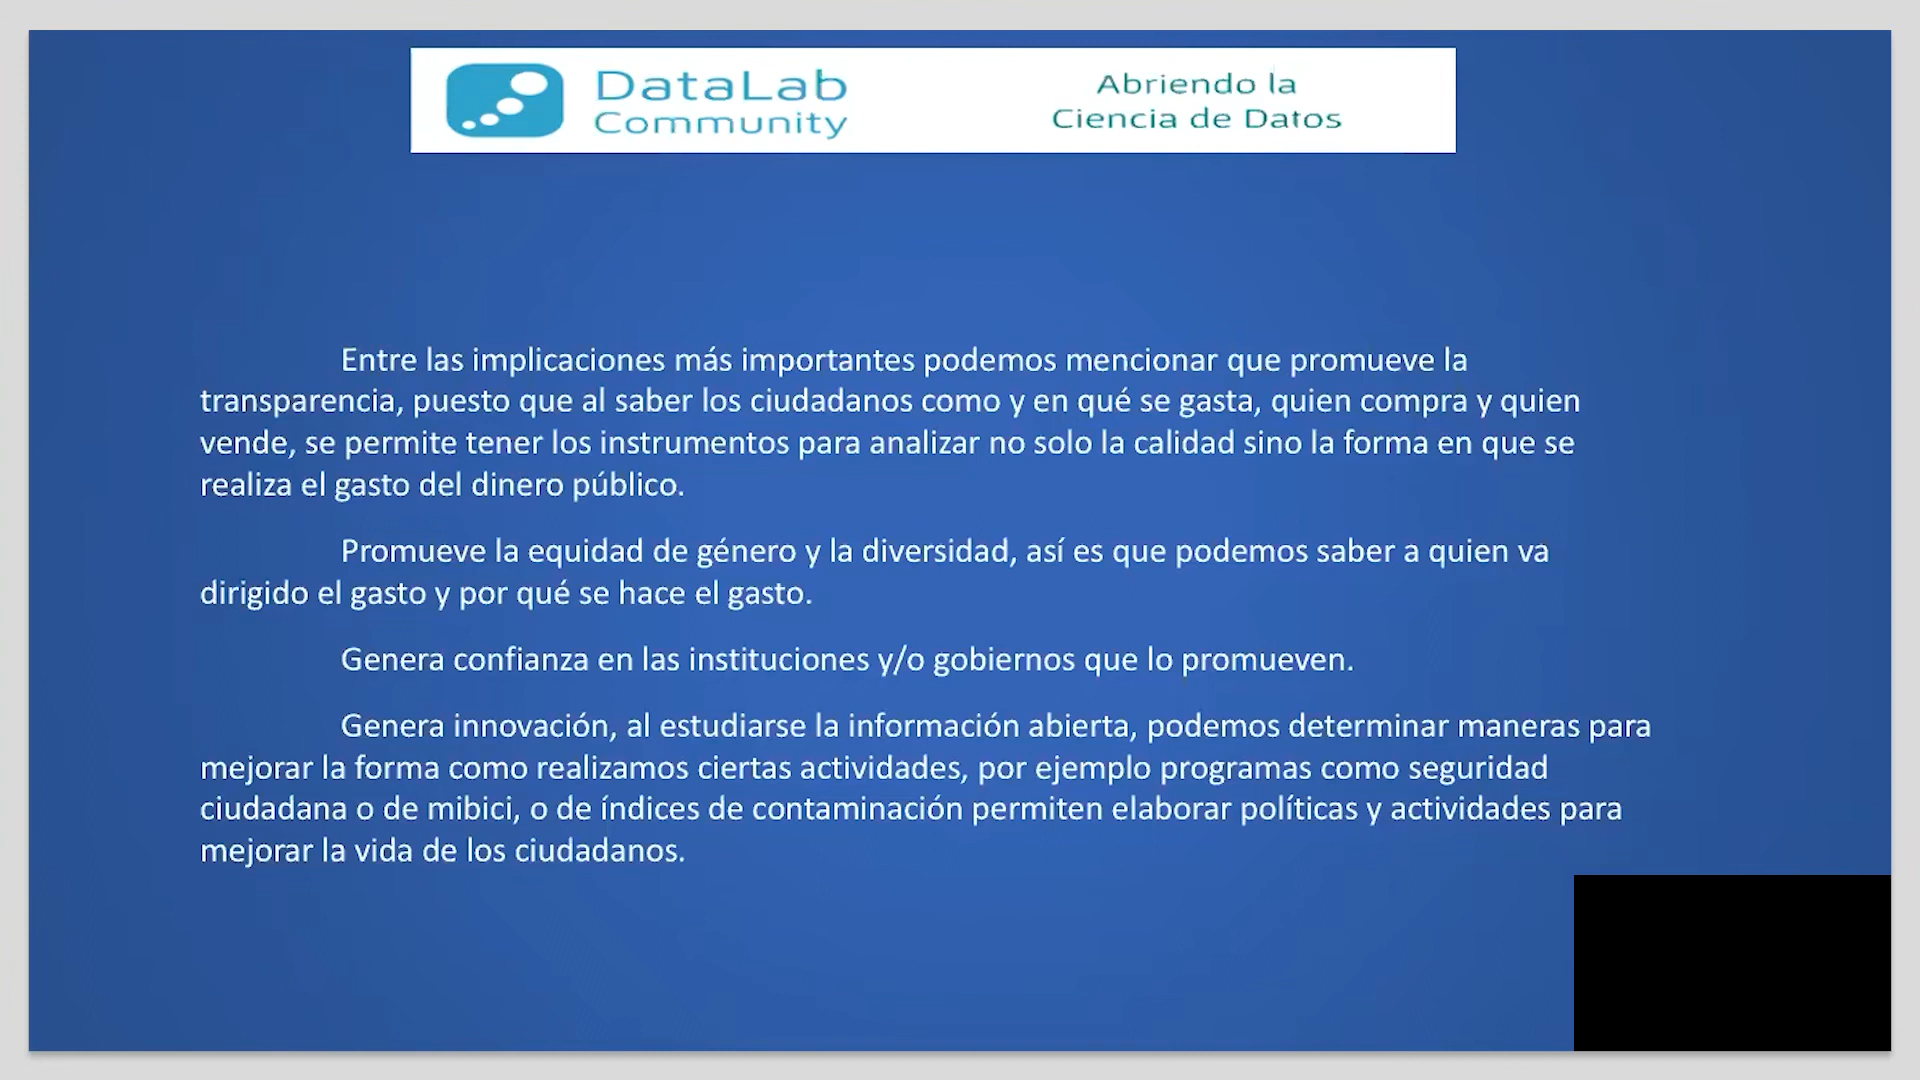 DataLab
Community
Abriendo la
Ciencia de Datos
Entre las implicaciones más importantes podemos mencionar que promueve la
transparencia, puesto que al saber los ciudadanos como y en qué se gasta, quien compra y quien
vende, se permite tener los instrumentos para analizar no solo la calidad sino la forma en que se
realiza el gasto del dinero público.
Promueve la equidad de género y la diversidad, así es que podemos saber a quien va
dirigido el gasto y por qué se hace el gasto.
Genera confianza en las instituciones y/o gobiernos que lo promueven.
Genera innovación, al estudiarse la información abierta, podemos determinar maneras para
mejorar la forma como realizamos ciertas actividades, por ejemplo programas como seguridad
ciudadana o de mibici, o de índices de contaminación permiten elaborar políticas y actividades para
mejorar la vida de los ciudadanos.